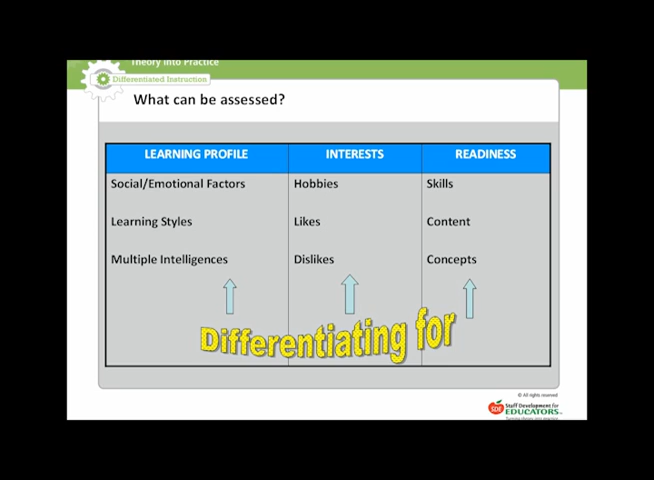 Theory Into Practice
Differentiated Instruction
What can be assessed?
LEARNING PROFILE INTERESTS READINESS
Social/Emotional Factors Hobbies Skills
Learning Styles Likes Content
Multiple Intelligences Dislikes Concepts
Differentiating for
© All rights reserved
SDE Staff Development for
EDUCATORS